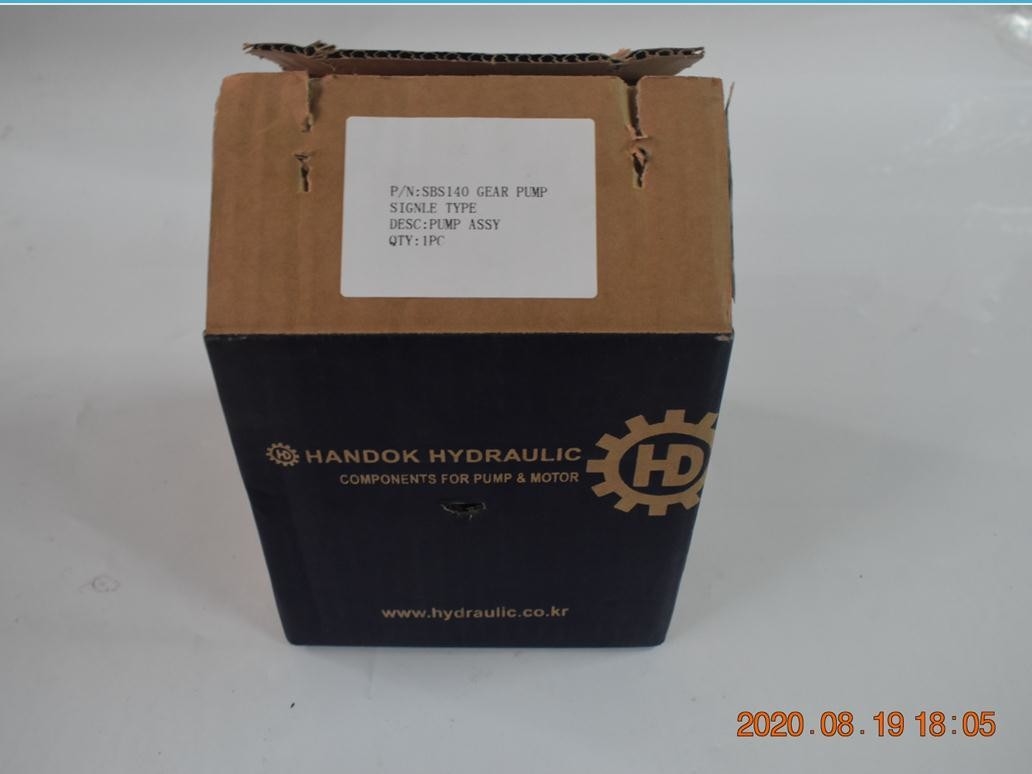 P/N:SBS140 GEAR PUMP
SIGNLE TYPE
DESC:PUMP ASSY
QTY:1PC
HD HANDOK HYDRAULIC
COMPONENTS FOR PUMP & MOTOR
HD
www.hydraulic.co.kr
2020.08.19 18:05